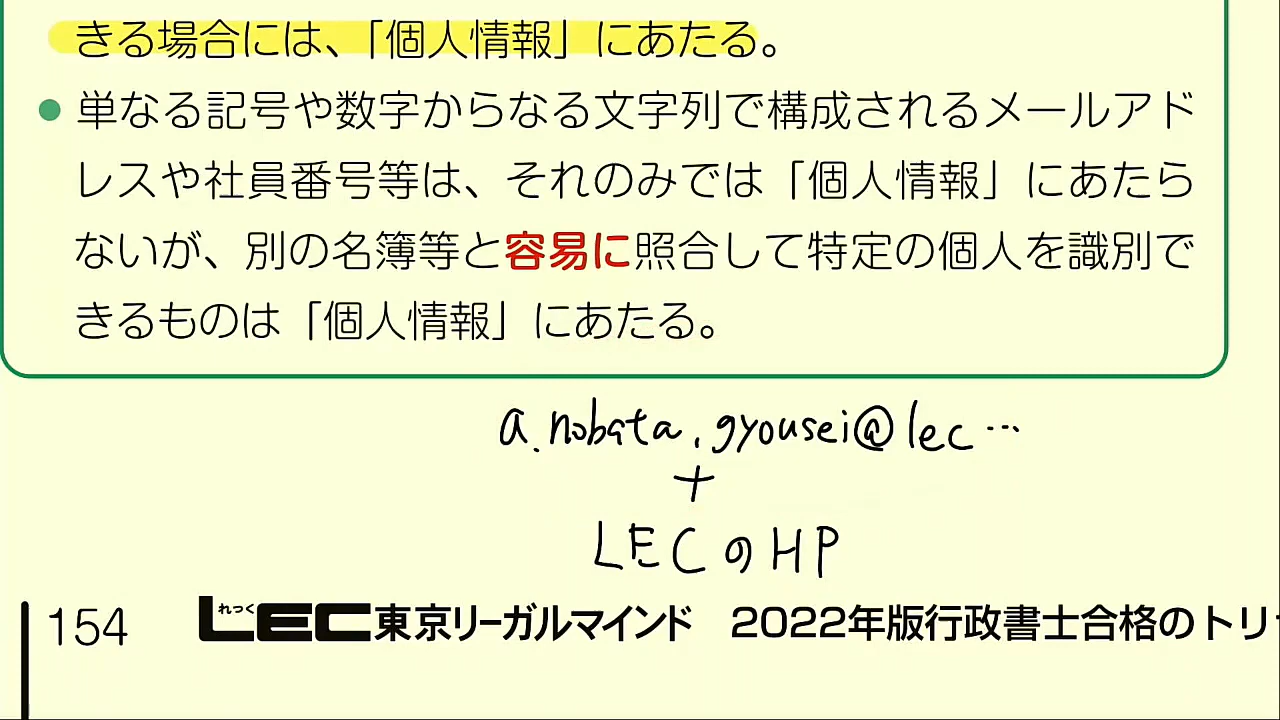 きる場合には、「個人情報」にあたる。
● 単なる記号や数字からなる文字列で構成されるメールアド
レスや社員番号等は、それのみでは「個人情報」にあたら
ないが、別の名簿等と容易に照合して特定の個人を識別で
きるものは「個人情報」にあたる。
a.nobata.gyousei@lec…
+
LECのHP
154 れっく LEC東京リーガルマインド 2022年版行政書士合格のトリ